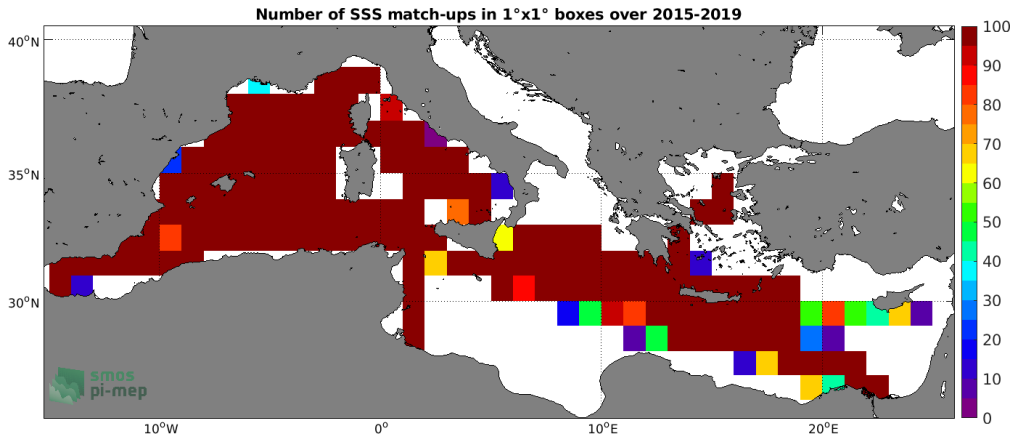 Number of SSS match-ups in 1°x1° boxes over 2015-2019
40°N
35°N
30°N
10°W
0°
10°E
20°E
100
90
80
70
60
50
40
30
20
10
0
smos
pi-mep